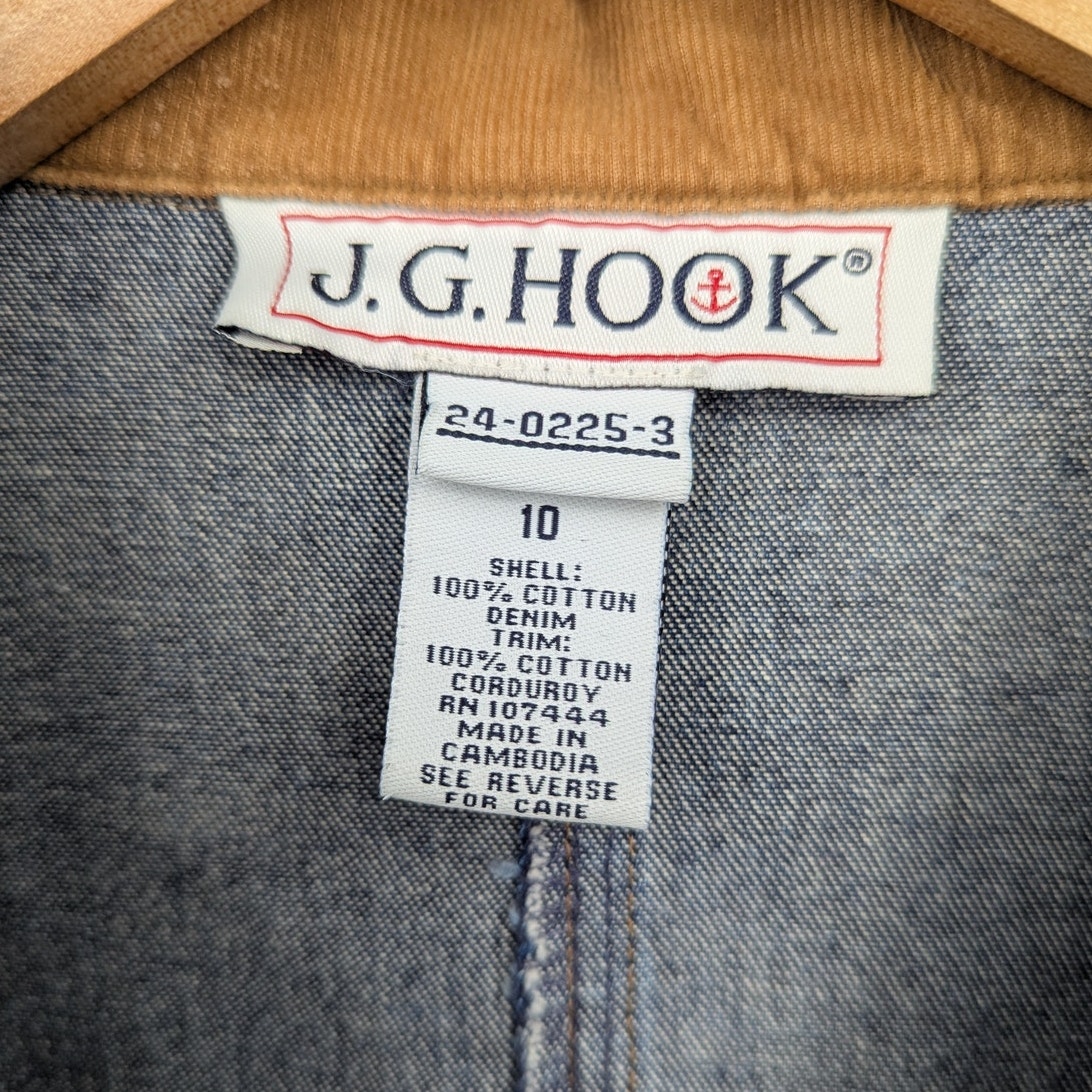 J.G.HOOK®
24-0225-3
10
SHELL:
100% COTTON
DENIM
TRIM:
100% COTTON
CORDUROY
RN 107444
MADE IN
CAMBODIA
SEE REVERSE
FOR CARE